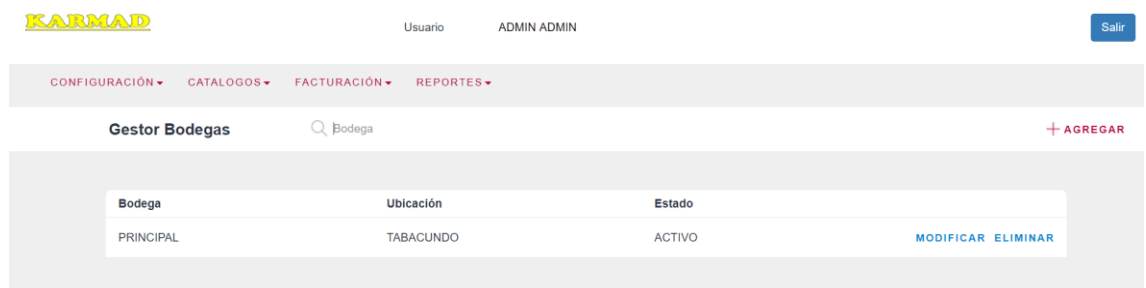 KARMAD Usuario ADMIN ADMIN Salir
CONFIGURACIÓN CATALOGOS FACTURACIÓN REPORTES
Gestor Bodegas Bodega AGREGAR
Bodega Ubicación Estado
PRINCIPAL TABACUNDO ACTIVO MODIFICAR ELIMINAR